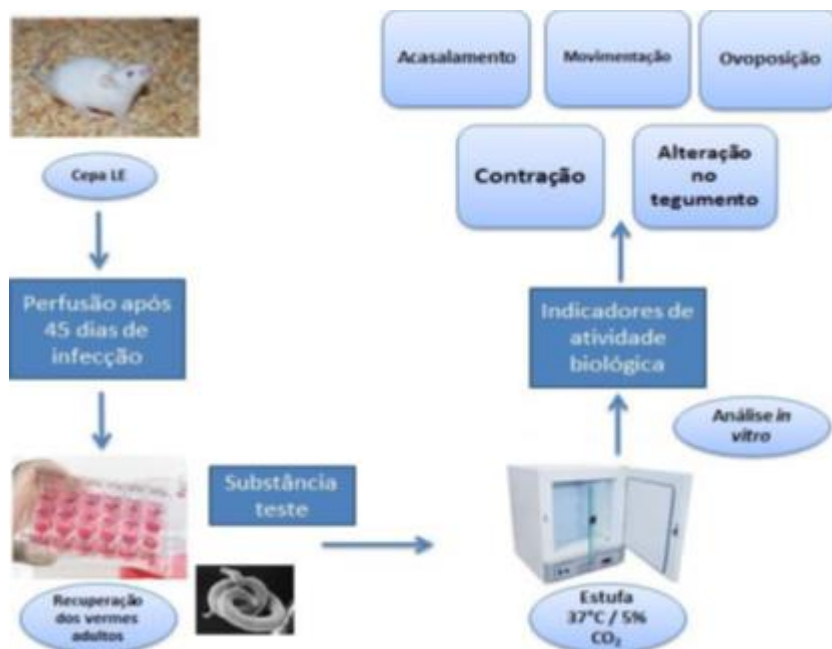 Cepa LE
Perfusão após
45 dias de
infecção
Recuperação
dos vermes
adultos
Substância
teste
Estufa
37°C / 5%
CO₂
Análise in
vitro
Indicadores de
atividade
biológica
Contração
Alteração
no
tegumento
Acasalamento
Movimentação
Ovoposição